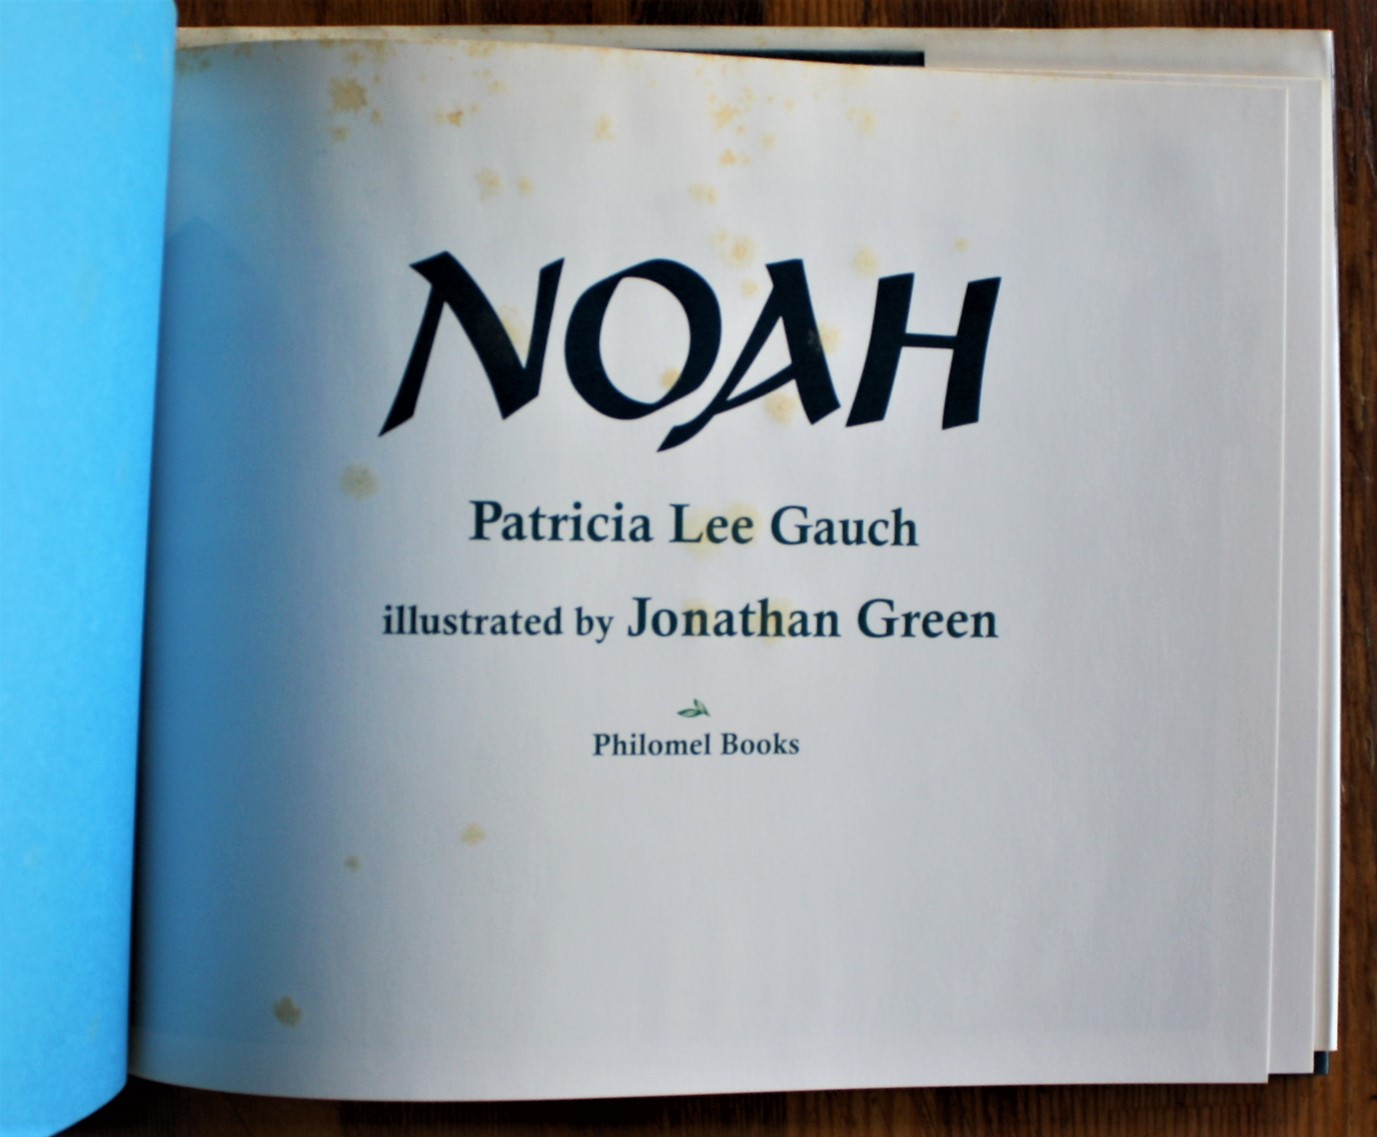 NOAH
Patricia Lee Gauch
illustrated by Jonathan Green
Philomel Books